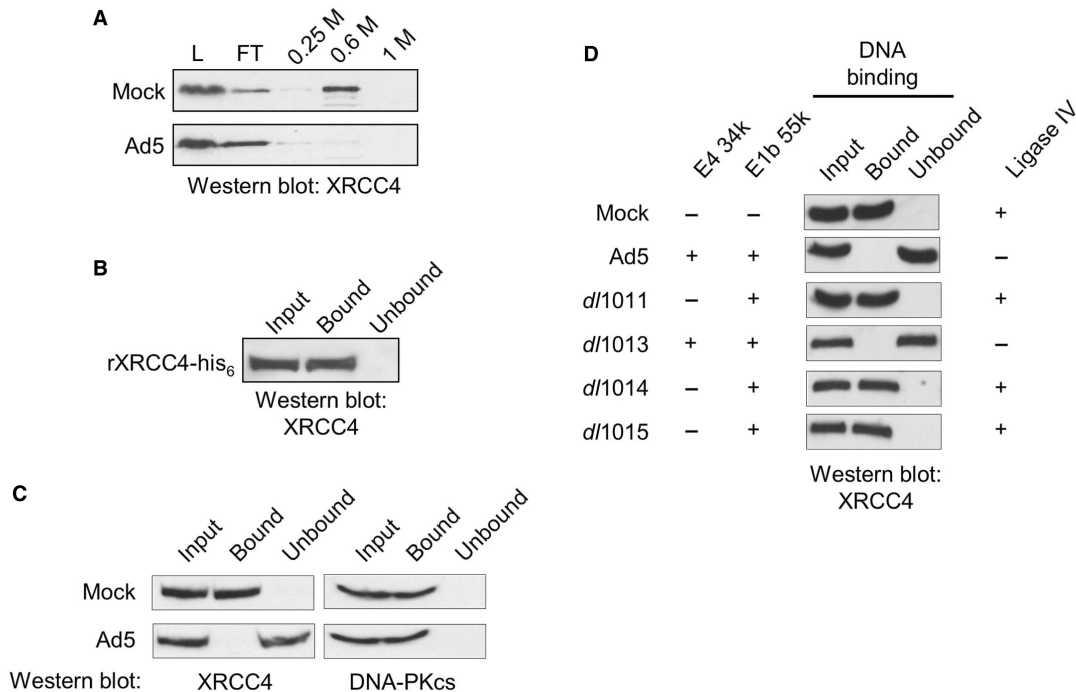 A
L FT 0.25 M 0.6 M 1 M
Mock
Ad5
Western blot: XRCC4
B
Input Bound Unbound
rXRCC4-his6
Western blot:
XRCC4
C
Input Bound Unbound Input Bound Unbound
Mock
Ad5
Western blot: XRCC4 DNA-PKcs
D
DNA
binding
E4 34k E1b 55k Input Bound Unbound Ligase IV
Mock – – +
Ad5 + + –
dl1011 – + +
dl1013 + + –
dl1014 – + +
dl1015 – + +
Western blot:
XRCC4